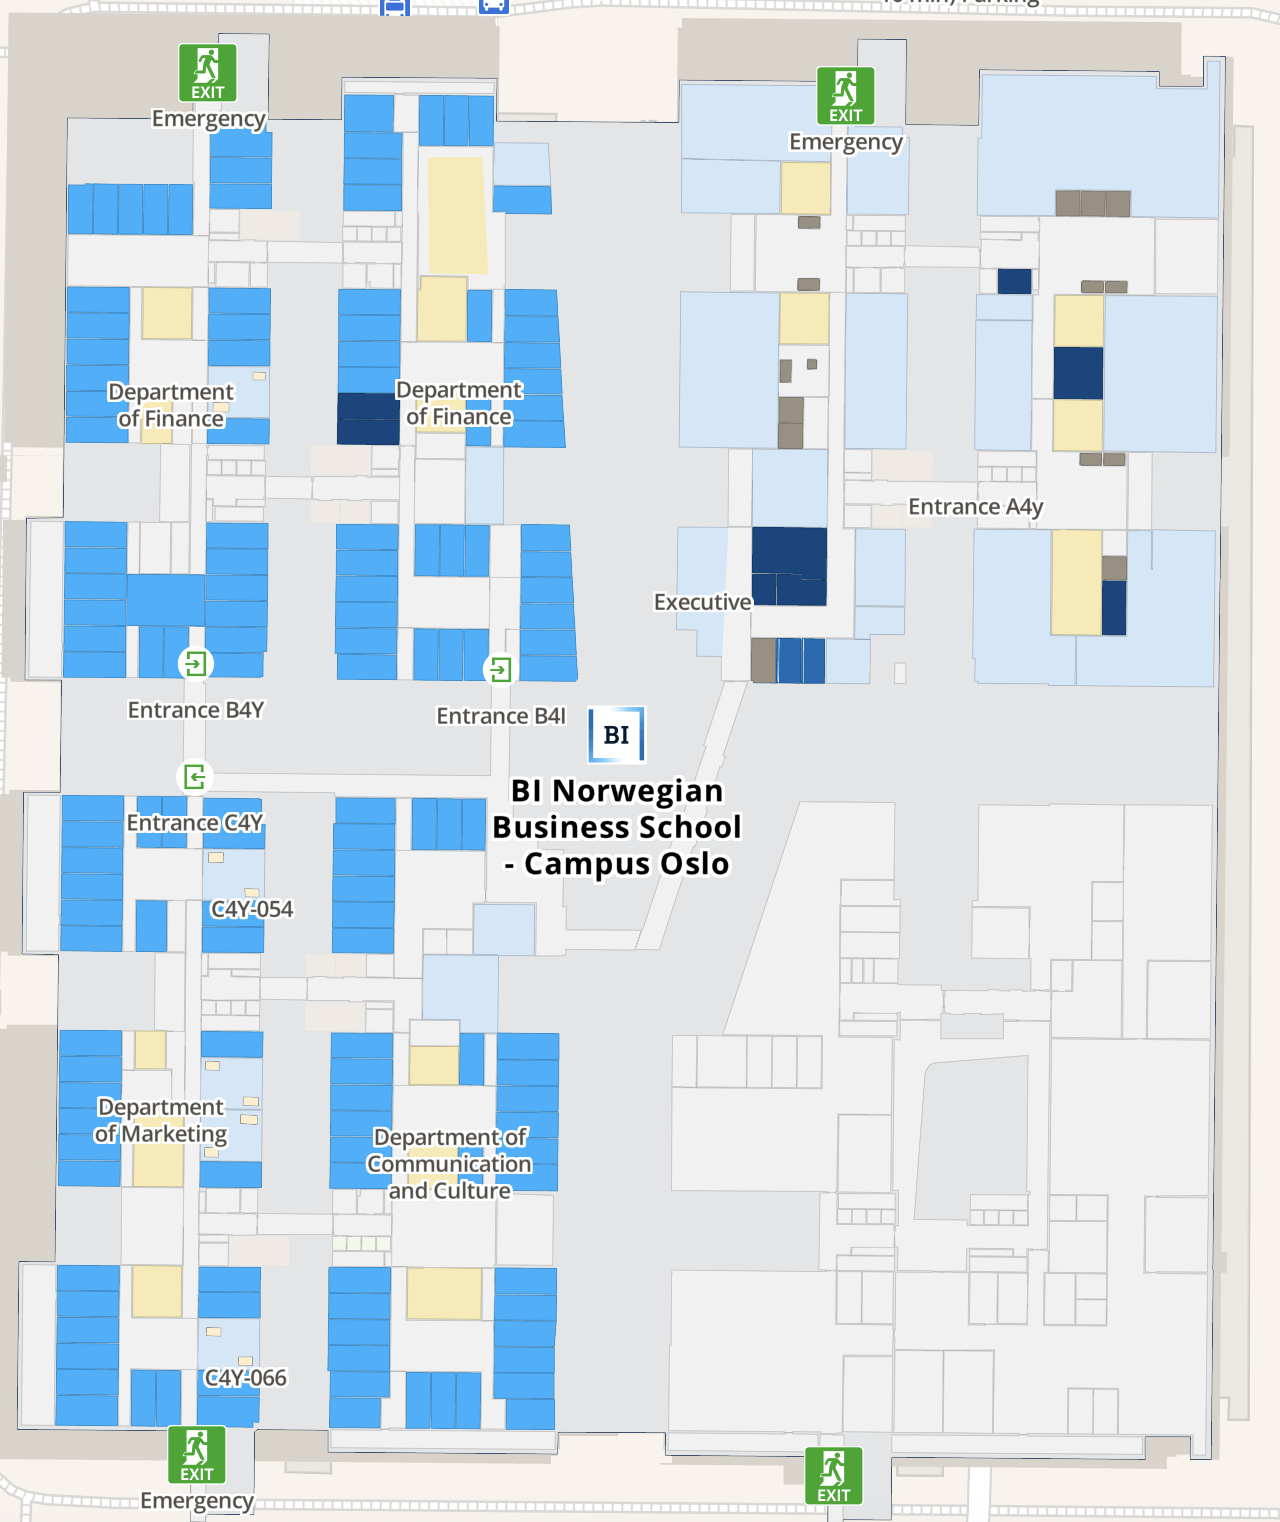 10 min, Parking
EXIT
Emergency
EXIT
Emergency
Department
of Finance
Department
of Finance
Entrance A4y
Executive
Entrance B4Y
Entrance B4I
BI
BI Norwegian
Business School
- Campus Oslo
Entrance C4Y
C4Y-054
Department
of Marketing
Department of
Communication
and Culture
C4Y-066
EXIT
Emergency
EXIT